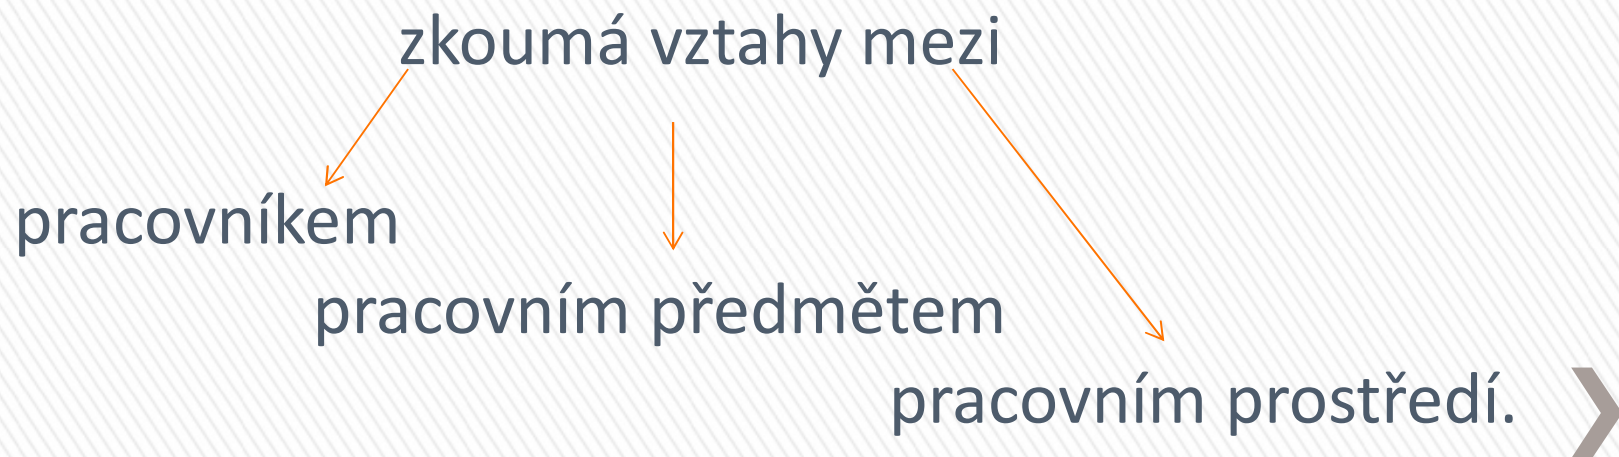 zkoumá vztahy mezi
pracovníkem
pracovním předmětem
pracovním prostředí.